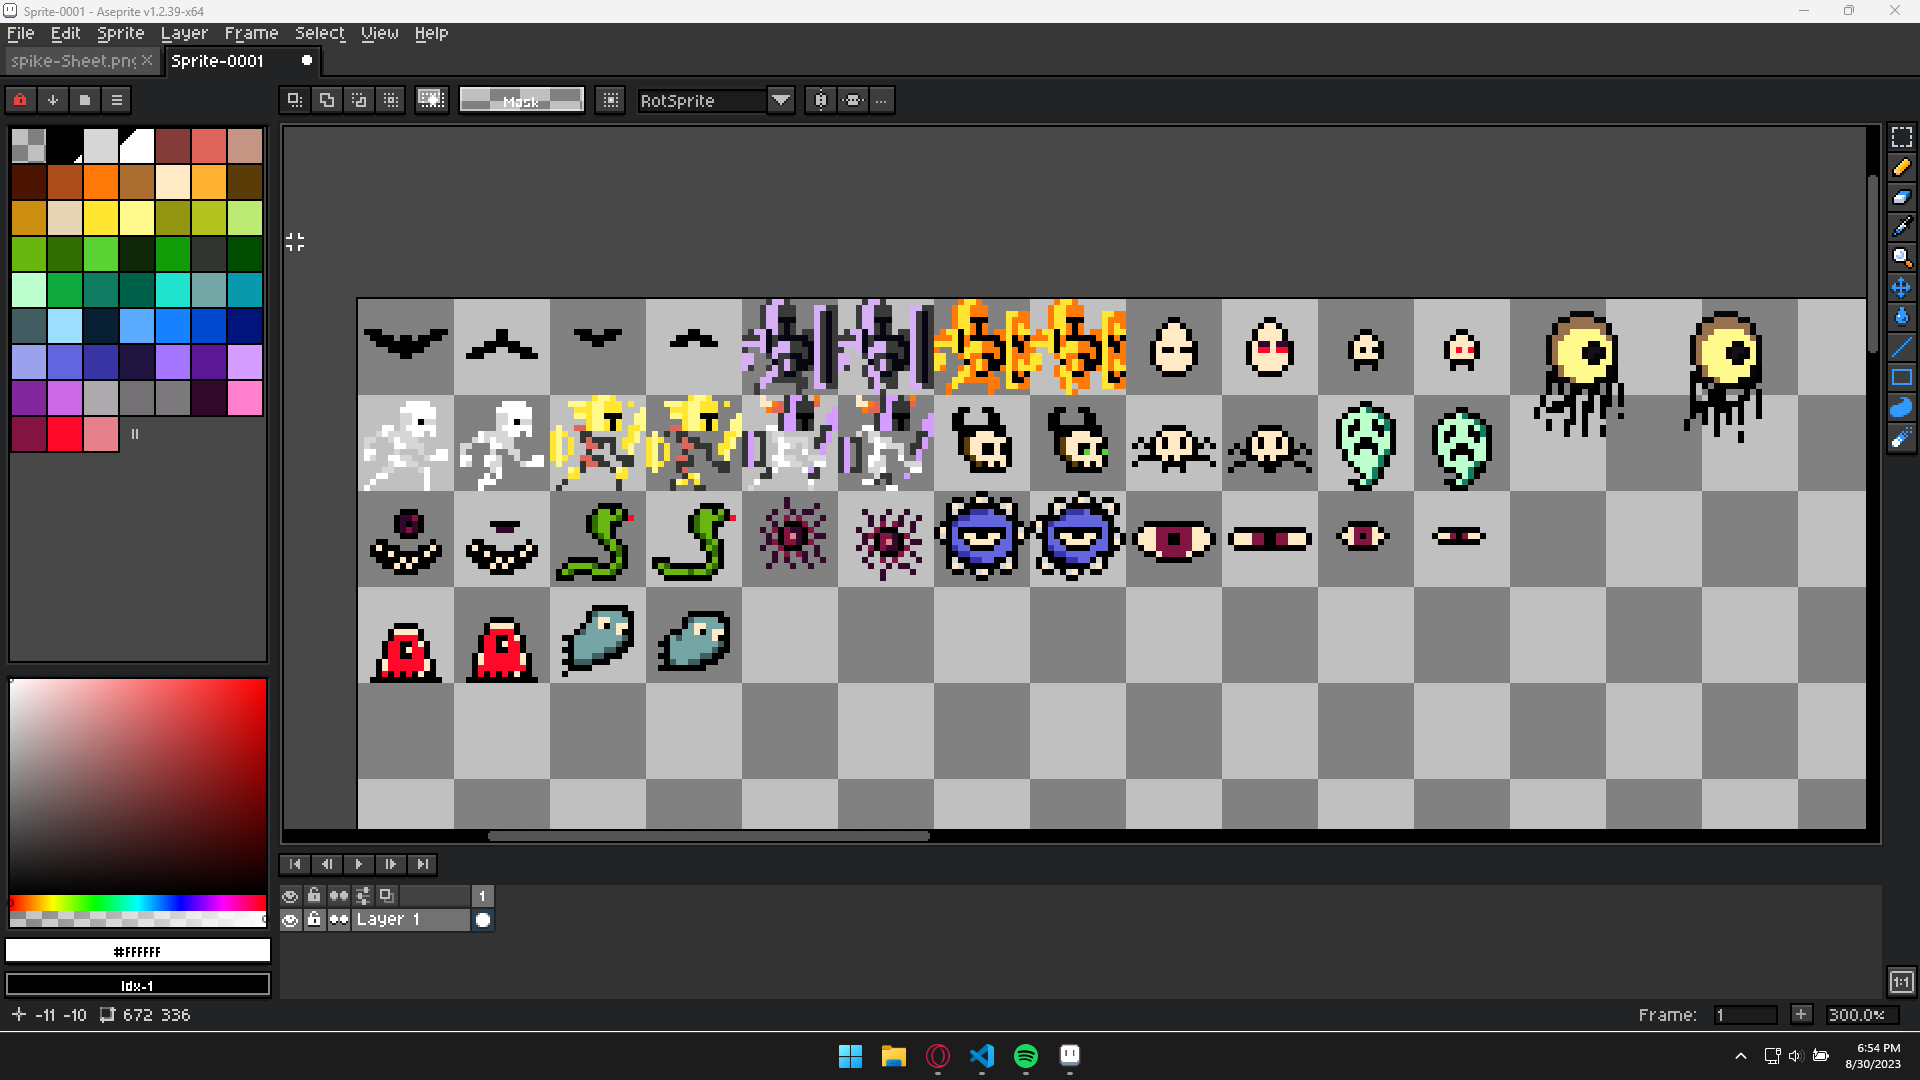 Sprite-0001 - Aseprite v1.2.39-x64
File Edit Sprite Layer Frame Select View Help
spike-Sheet.png Sprite-0001
Mask RotSprite ...
1
Layer 1
#FFFFFF
Idx-1
-11 -10 672 336 Frame: 1 + 300.0% 1:1
6:54 PM
8/30/2023